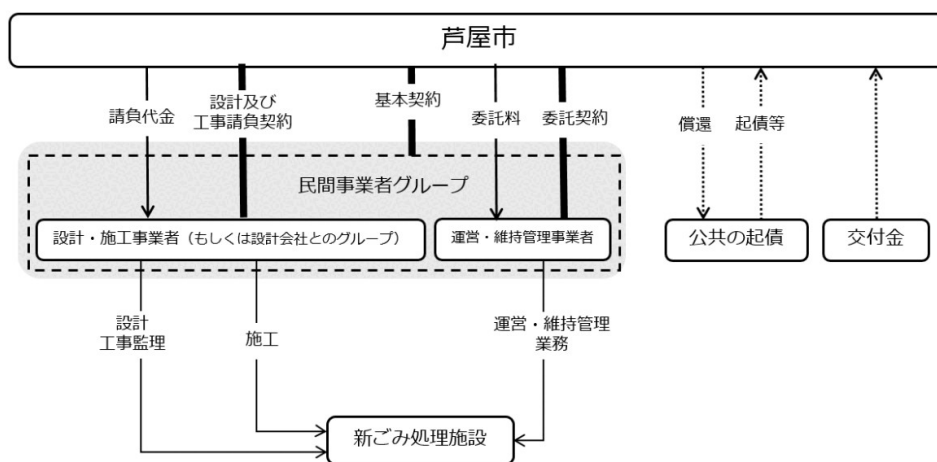 芦屋市
請負代金
設計及び
工事請負契約
基本契約
委託料
委託契約
償還
起債等
民間事業者グループ
設計・施工事業者（もしくは設計会社とのグループ）
運営・維持管理事業者
公共の起債
交付金
設計
工事監理
施工
運営・維持管理
業務
新ごみ処理施設